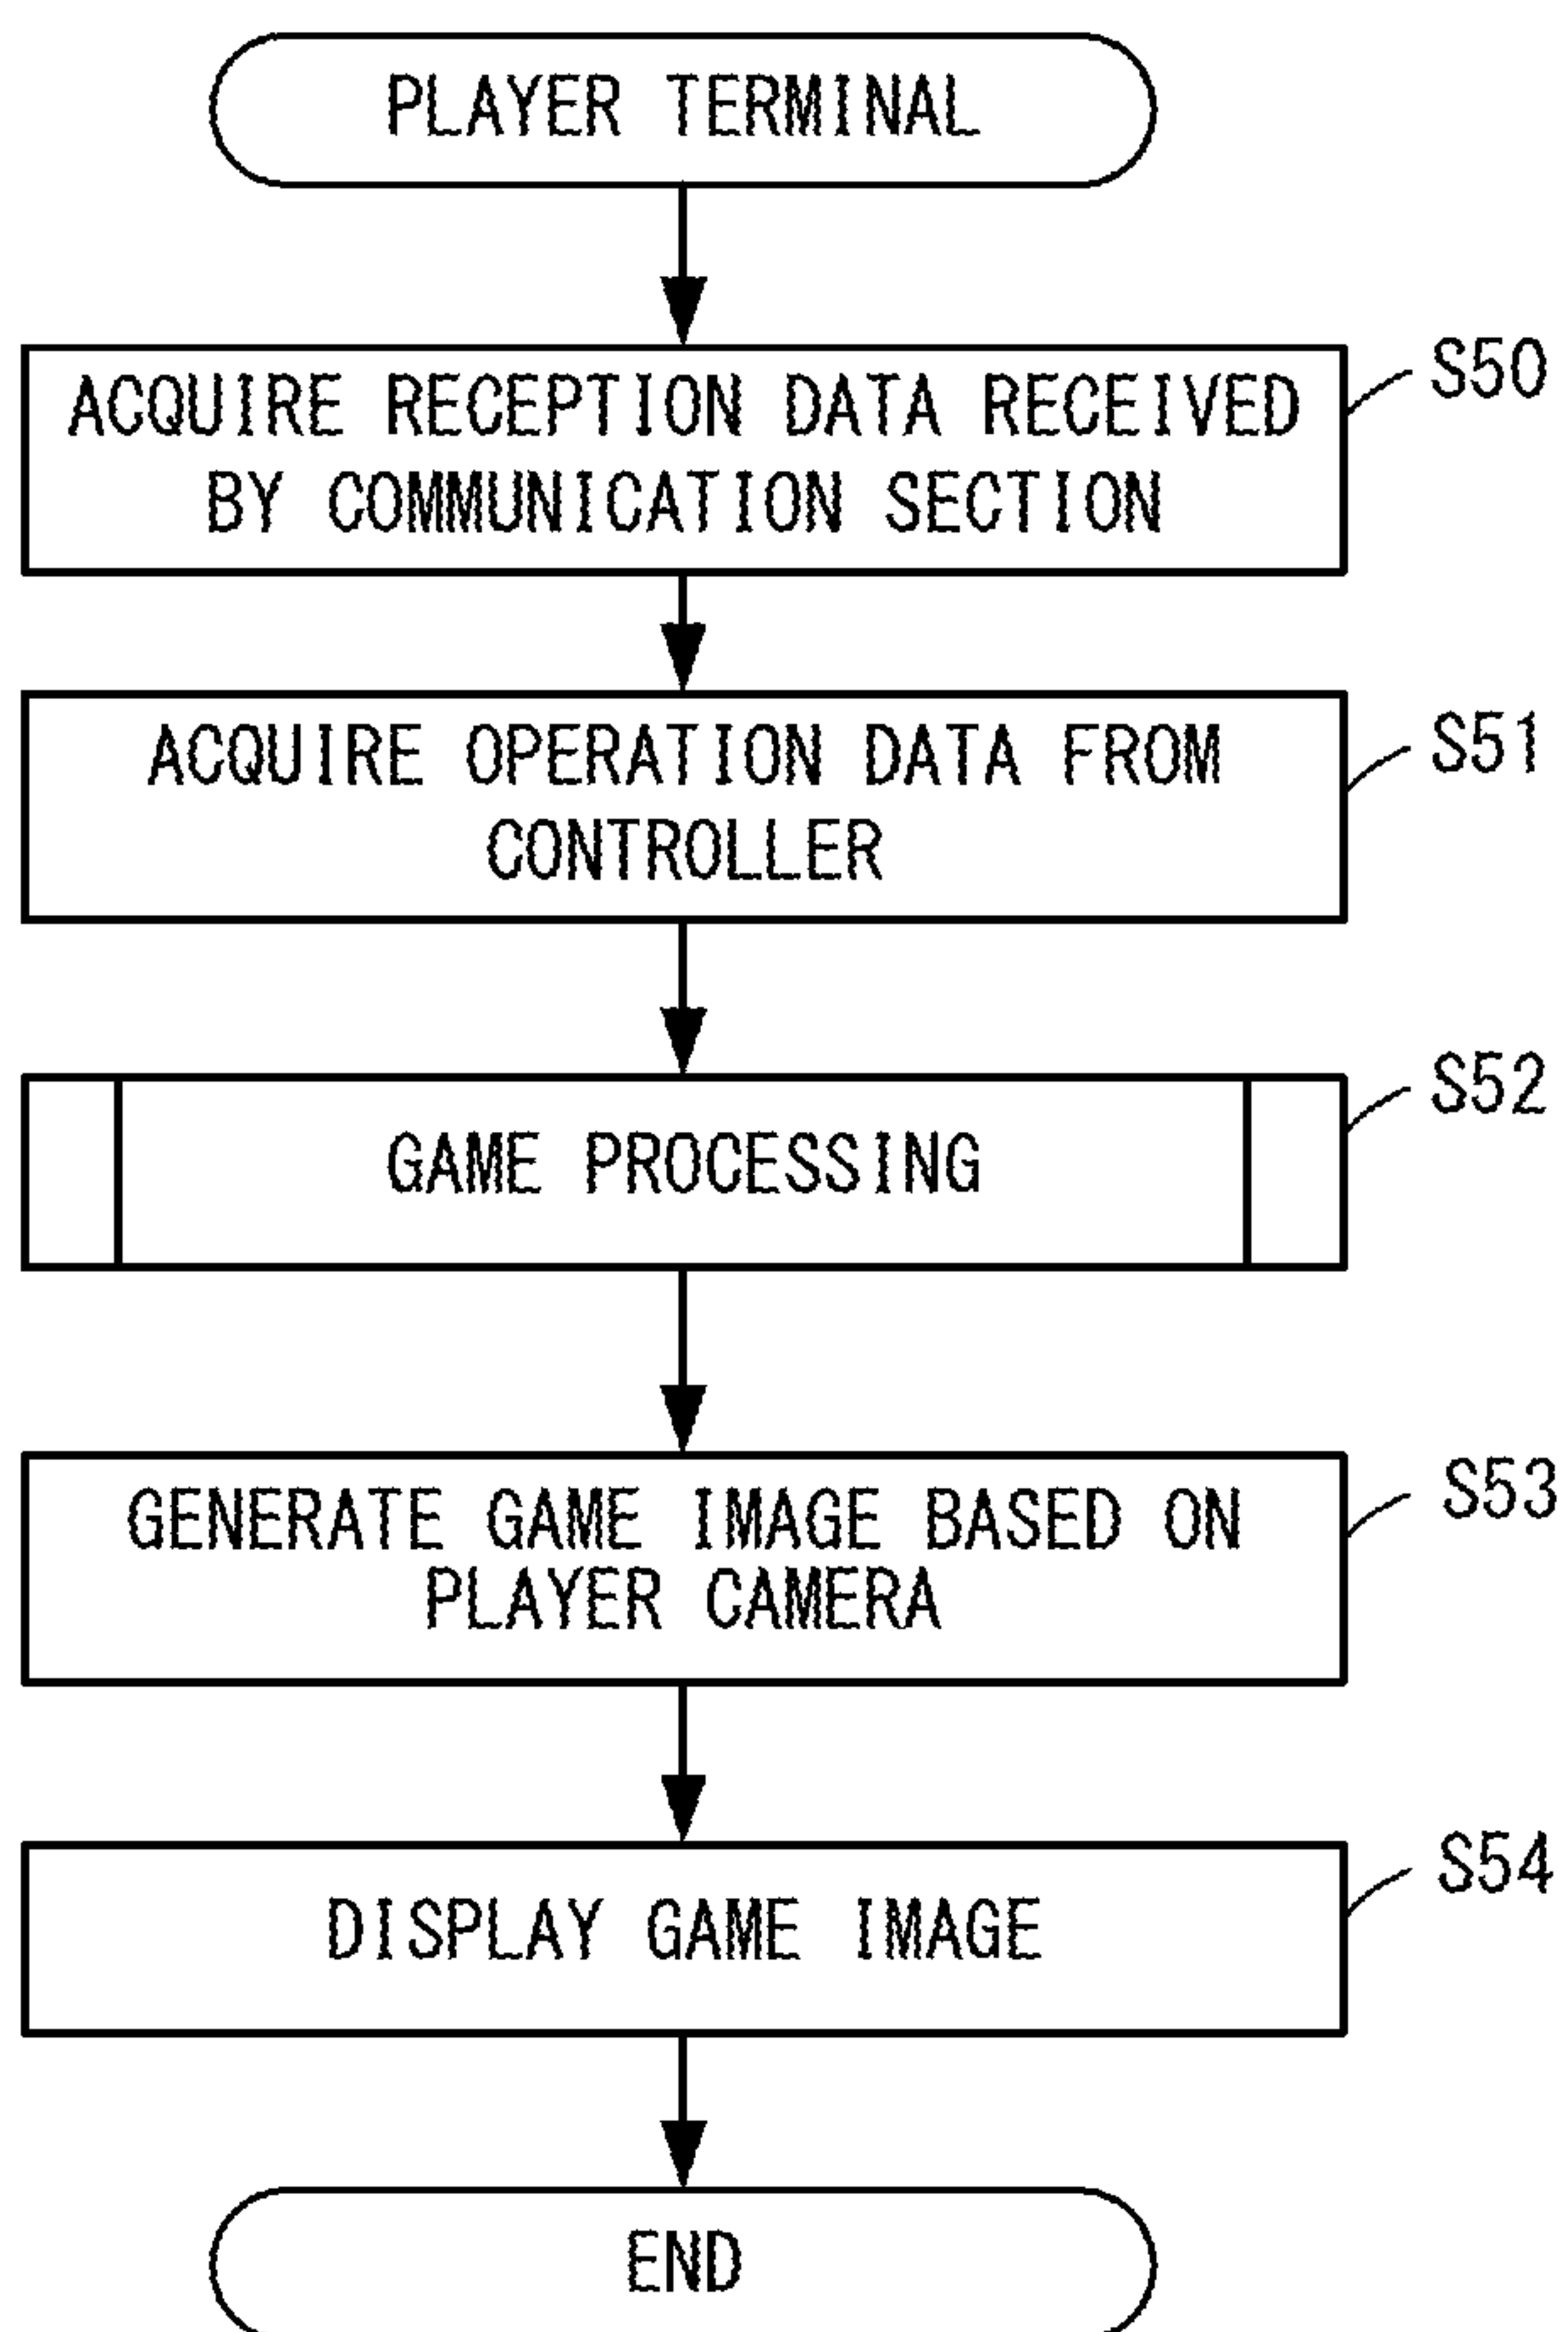 PLAYER TERMINAL
ACQUIRE RECEPTION DATA RECEIVED
BY COMMUNICATION SECTION
S50
ACQUIRE OPERATION DATA FROM
CONTROLLER
S51
GAME PROCESSING
S52
GENERATE GAME IMAGE BASED ON
PLAYER CAMERA
S53
DISPLAY GAME IMAGE
S54
END